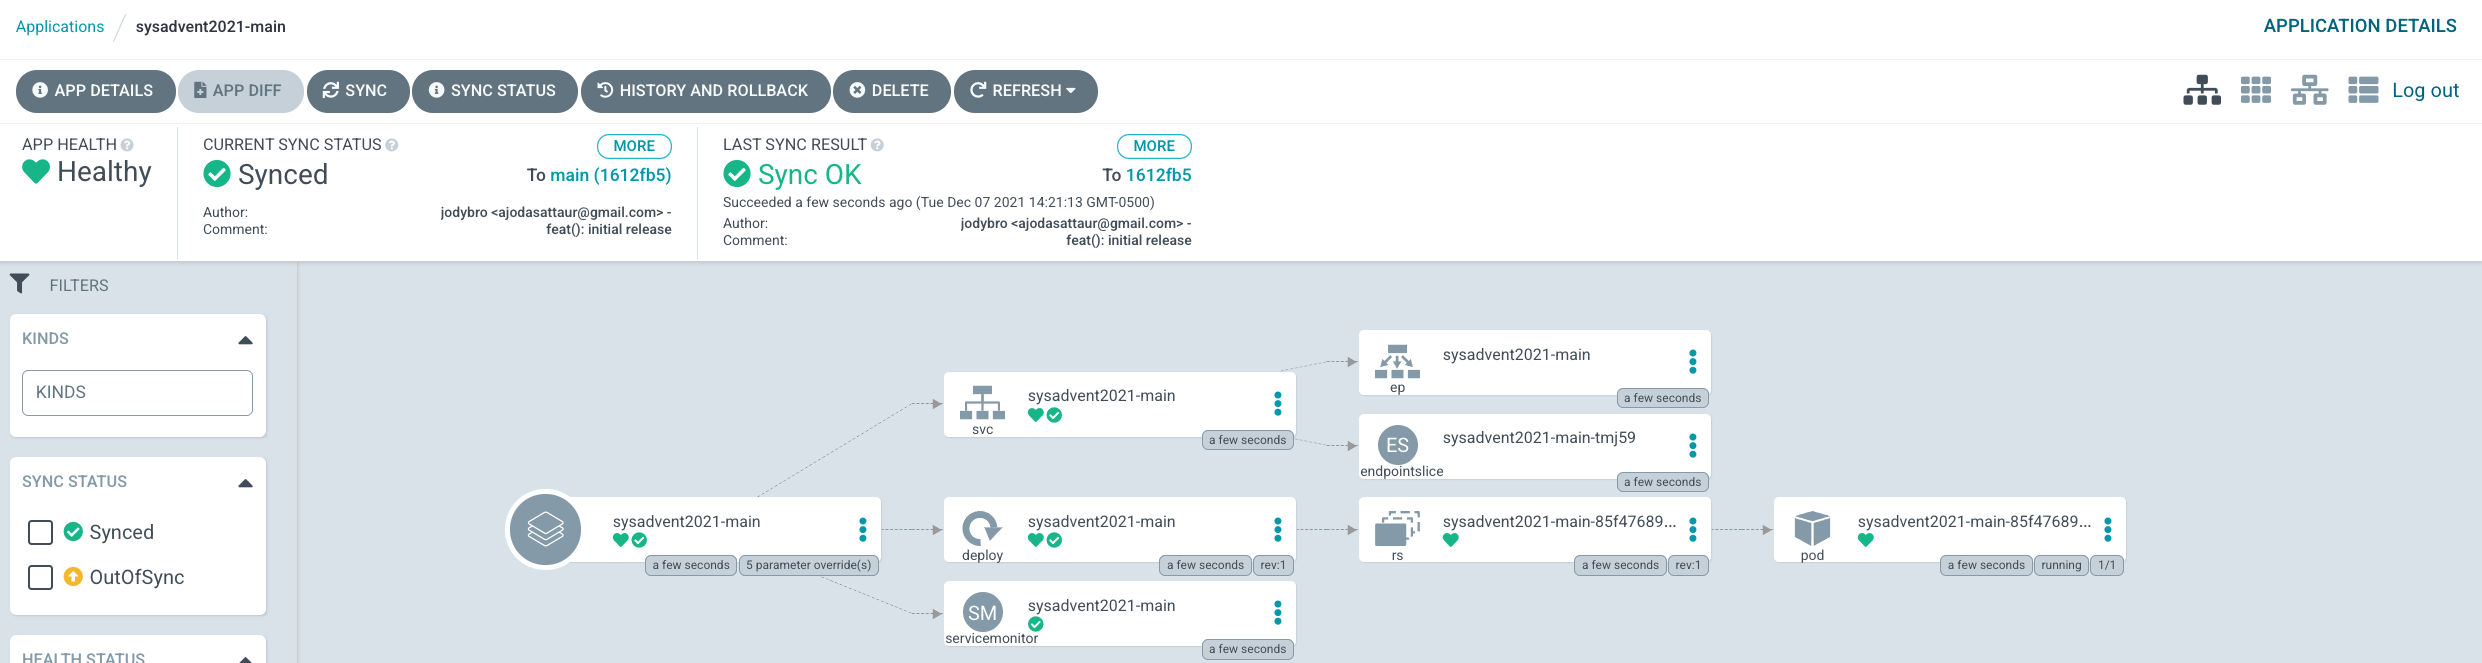 Applications / sysadvent2021-main
APPLICATION DETAILS
APP DETAILS
APP DIFF
SYNC
SYNC STATUS
HISTORY AND ROLLBACK
DELETE
REFRESH
Log out
APP HEALTH
Healthy
CURRENT SYNC STATUS
MORE
Synced
To main (1612fb5)
Author:
jodybro <ajodasattaur@gmail.com> -
Comment:
feat(): initial release
LAST SYNC RESULT
MORE
Sync OK
To 1612fb5
Succeeded a few seconds ago (Tue Dec 07 2021 14:21:13 GMT-0500)
Author:
jodybro <ajodasattaur@gmail.com> -
Comment:
feat(): initial release
FILTERS
KINDS
KINDS
SYNC STATUS
Synced
OutOfSync
HEALTH STATUS
sysadvent2021-main
a few seconds
5 parameter override(s)
svc
sysadvent2021-main
a few seconds
deploy
sysadvent2021-main
a few seconds
rev:1
SM
servicemonitor
sysadvent2021-main
a few seconds
ep
sysadvent2021-main
a few seconds
ES
endpointslice
sysadvent2021-main-tmj59
a few seconds
rs
sysadvent2021-main-85f47689...
a few seconds
rev:1
pod
sysadvent2021-main-85f47689...
a few seconds
running
1/1